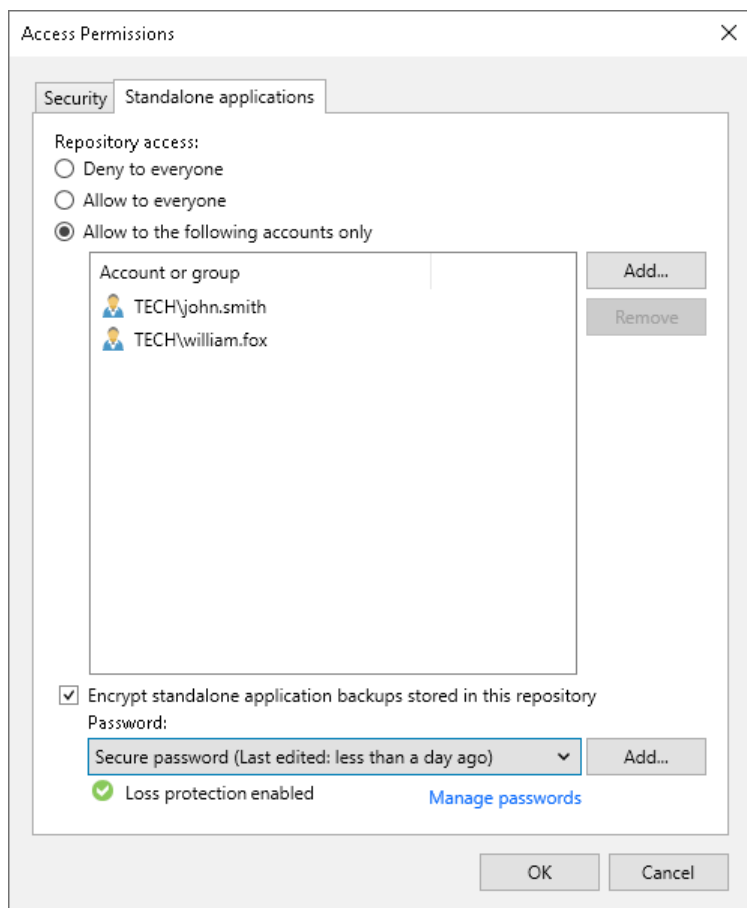 Access Permissions
Security
Standalone applications
Repository access:
Deny to everyone
Allow to everyone
Allow to the following accounts only
Account or group
Add...
TECH\john.smith
Remove
TECH\william.fox
Encrypt standalone application backups stored in this repository
Password:
Secure password (Last edited: less than a day ago)
Add...
Loss protection enabled
Manage passwords
OK
Cancel